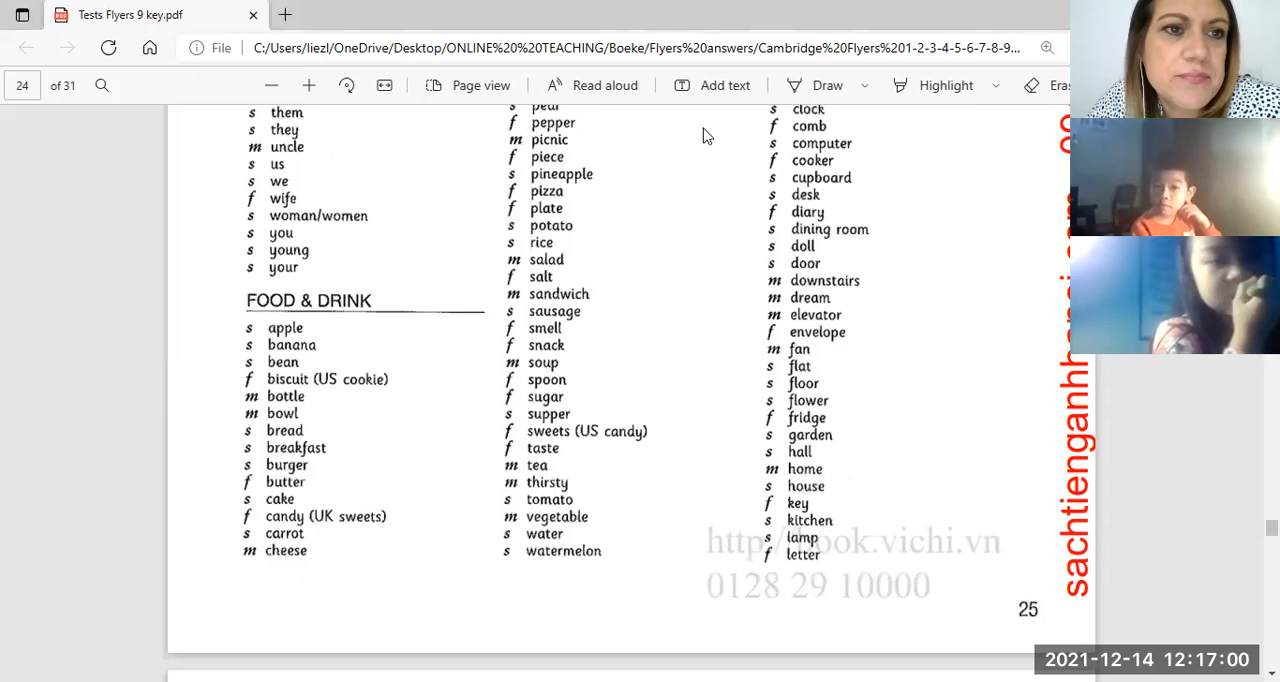 Tests Flyers 9 key.pdf
File
C:/Users/liezl/OneDrive/Desktop/ONLINE%20%20TEACHING/Boeke/Flyers%20answers/Cambridge%20Flyers%201-2-3-4-5-6-7-8-9...
24 of 31
Page view
Read aloud
Add text
Draw
Highlight
s them
s they
m uncle
s us
s we
f wife
s woman/women
s you
s young
s your
FOOD & DRINK
s apple
s banana
s bean
f biscuit (US cookie)
m bottle
m bowl
s bread
s breakfast
s burger
f butter
s cake
f candy (UK sweets)
s carrot
m cheese
s pear
f pepper
m picnic
f piece
s pineapple
f pizza
f plate
s potato
s rice
m salad
f salt
m sandwich
s sausage
f smell
f snack
m soup
f spoon
f sugar
s supper
f sweets (US candy)
f taste
m tea
m thirsty
s tomato
m vegetable
s water
s watermelon
s clock
f comb
s computer
f cooker
s cupboard
s desk
f diary
s dining room
s doll
s door
m downstairs
m dream
m elevator
f envelope
m fan
s flat
s floor
s flower
f fridge
s garden
s hall
m home
s house
f key
s kitchen
s lamp
f letter
http://book.vichi.vn
0128 29 10000
25
2021-12-14 12:17:00